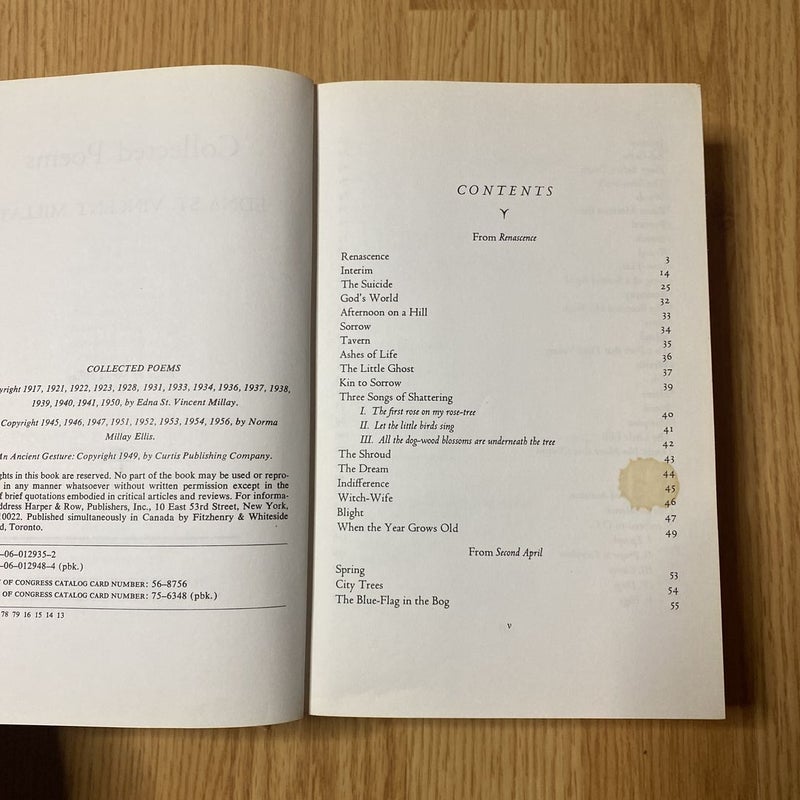 COLLECTED POEMS
1917, 1921, 1922, 1923, 1928, 1931, 1933, 1934, 1936, 1937, 1938,
1939, 1940, 1941, 1950, by Edna St. Vincent Millay.
Copyright 1945, 1946, 1947, 1951, 1952, 1953, 1954, 1956, by Norma
Millay Ellis.
An Ancient Gesture: Copyright 1949, by Curtis Publishing Company.
in this book are reserved. No part of the book may be used or repro-
in any manner whatsoever without written permission except in the
brief quotations embodied in critical articles and reviews. For informa-
Harper & Row, Publishers, Inc., 10 East 53rd Street, New York,
10022. Published simultaneously in Canada by Fitzhenry & Whiteside
Toronto.
-06-012935-2
-06-012948-4 (pbk.)
OF CONGRESS CATALOG CARD NUMBER: 56-8756
OF CONGRESS CATALOG CARD NUMBER: 75-6348 (pbk.)
78 79 16 15 14 13
CONTENTS
From Renascence
Renascence 3
Interim 14
The Suicide 25
God's World 32
Afternoon on a Hill 33
Sorrow 34
Tavern 35
Ashes of Life 36
The Little Ghost 37
Kin to Sorrow 39
Three Songs of Shattering
I. The first rose on my rose-tree 40
II. Let the little birds sing 41
III. All the dog-wood blossoms are underneath the tree 42
The Shroud 43
The Dream 44
Indifference 45
Witch-Wife 46
Blight 47
When the Year Grows Old 49
From Second April
Spring 53
City Trees 54
The Blue-Flag in the Bog 55
v